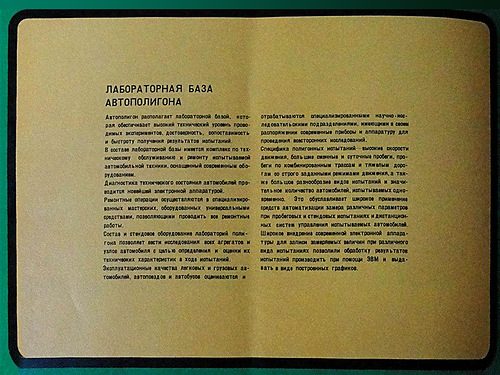 ЛАБОРАТОРНАЯ БАЗА
АВТОПОЛИГОНА
Автополигон располагает лабораторной базой, кото-
рая обеспечивает высокий технический уровень прово-
димых экспериментов, достоверность, сопоставимость
и быстроту получения результатов испытаний.
В составе лабораторной базы имеется комплекс по тех-
ническому обслуживанию и ремонту испытываемой
автомобильной техники, оснащенный современным обо-
рудованием.
Диагностика технического состояния автомобилей про-
водится новейшей электронной аппаратурой.
Ремонтные операции осуществляются в специализиро-
ванных мастерских, оборудованных универсальными
средствами, позволяющими проводить все ремонтные
работы.
Состав и стендовое оборудование лабораторий полиг-
она позволяет вести исследования всех агрегатов и
узлов автомобиля с целью определения и оценки их
технических характеристик в ходе испытаний.
Эксплуатационные качества легковых и грузовых ав-
томобилей, автопоездов и автобусов оцениваются и
отрабатываются специализированными научно-исс-
ледовательскими подразделениями, имеющими в своем
распоряжении современные приборы и аппаратуру для
проведения всесторонних исследований.
Специфика полигонных испытаний – высокие скорости
движения, большие сменные и суточные пробеги, про-
беги по комбинированным трассам и тяжелым доро-
гам со строго заданными режимами движения, а так-
же большое разнообразие видов испытаний и значи-
тельное количество автомобилей, испытываемых одно-
временно. Это обуславливает широкое применение
средств автоматизации замера различных параметров
при пробеговых и стендовых испытаниях и дистанцион-
ных систем управления испытываемых автомобилей.
Широкое внедрение современной электронной аппара-
туры для записи замеряемых величин при различного
вида испытаниях позволили обработку результатов
испытаний производить при помощи ЭВМ и выда-
вать в виде построенных графиков.